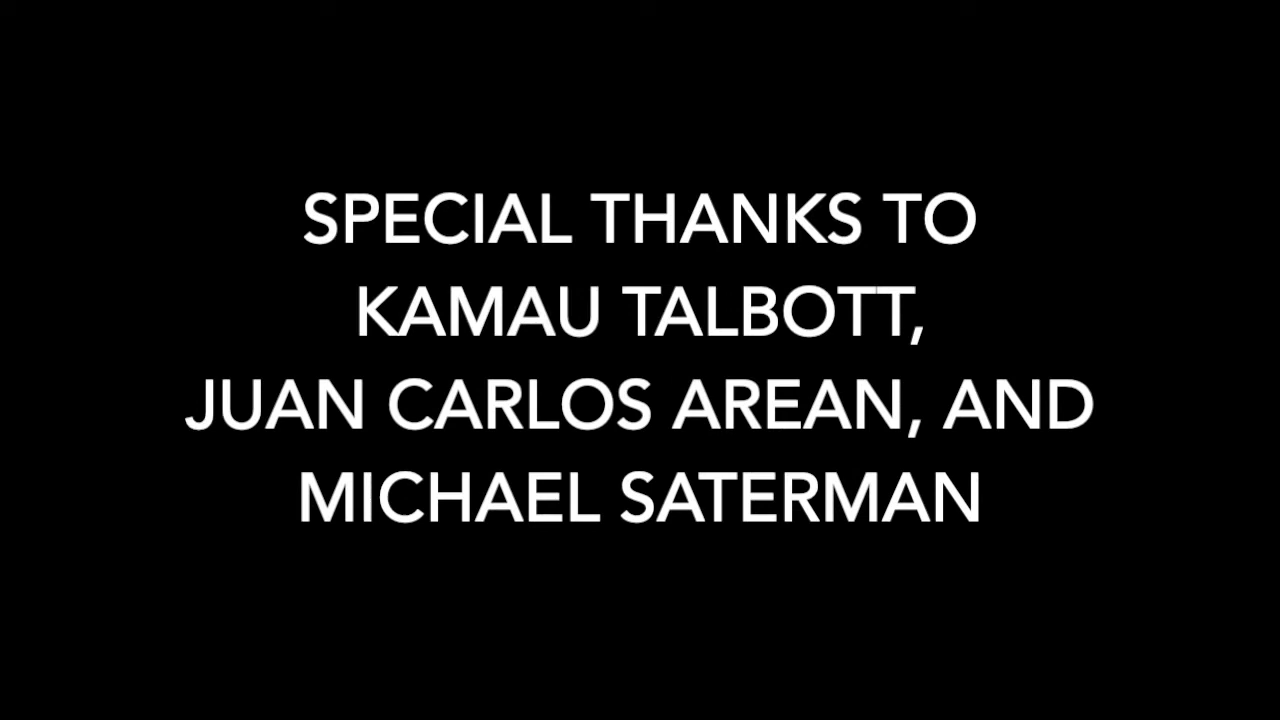 SPECIAL THANKS TO
KAMAU TALBOTT,
JUAN CARLOS AREAN, AND
MICHAEL SATERMAN